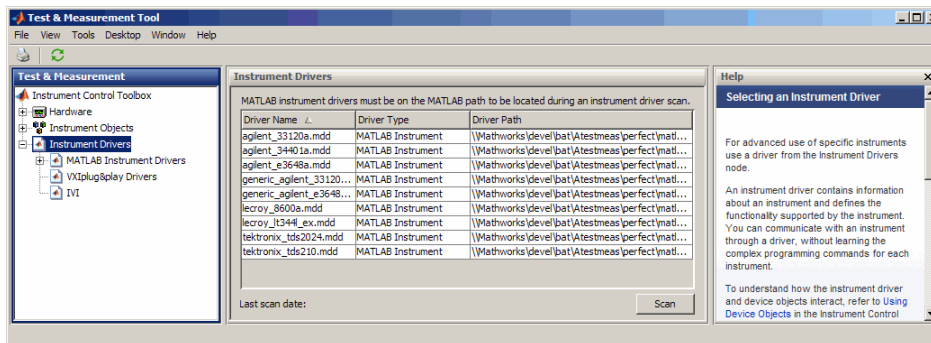 Test & Measurement Tool
File View Tools Desktop Window Help
Test & Measurement
Instrument Control Toolbox
Hardware
Instrument Objects
Instrument Drivers
MATLAB Instrument Drivers
VXIplug&play Drivers
IVI
Instrument Drivers
MATLAB instrument drivers must be on the MATLAB path to be located during an instrument driver scan.
Driver Name Driver Type Driver Path
agilent_33120a.mdd MATLAB Instrument \\Mathworks\devel\bat\Atestmeas\perfect\matl...
agilent_34401a.mdd MATLAB Instrument \\Mathworks\devel\bat\Atestmeas\perfect\matl...
agilent_e3648a.mdd MATLAB Instrument \\Mathworks\devel\bat\Atestmeas\perfect\matl...
generic_agilent_33120... MATLAB Instrument \\Mathworks\devel\bat\Atestmeas\perfect\matl...
generic_agilent_e3648... MATLAB Instrument \\Mathworks\devel\bat\Atestmeas\perfect\matl...
lecroy_8600a.mdd MATLAB Instrument \\Mathworks\devel\bat\Atestmeas\perfect\matl...
lecroy_lt344l_ex.mdd MATLAB Instrument \\Mathworks\devel\bat\Atestmeas\perfect\matl...
tektronix_tds2024.mdd MATLAB Instrument \\Mathworks\devel\bat\Atestmeas\perfect\matl...
tektronix_tds210.mdd MATLAB Instrument \\Mathworks\devel\bat\Atestmeas\perfect\matl...
Last scan date:
Scan
Help
Selecting an Instrument Driver
For advanced use of specific instruments
use a driver from the Instrument Drivers
node.
An instrument driver contains information
about an instrument and defines the
functionality supported by the instrument.
You can communicate with an instrument
through a driver, without learning the
complex programming commands for each
instrument.
To understand how the instrument driver
and device objects interact, refer to Using
Device Objects in the Instrument Control